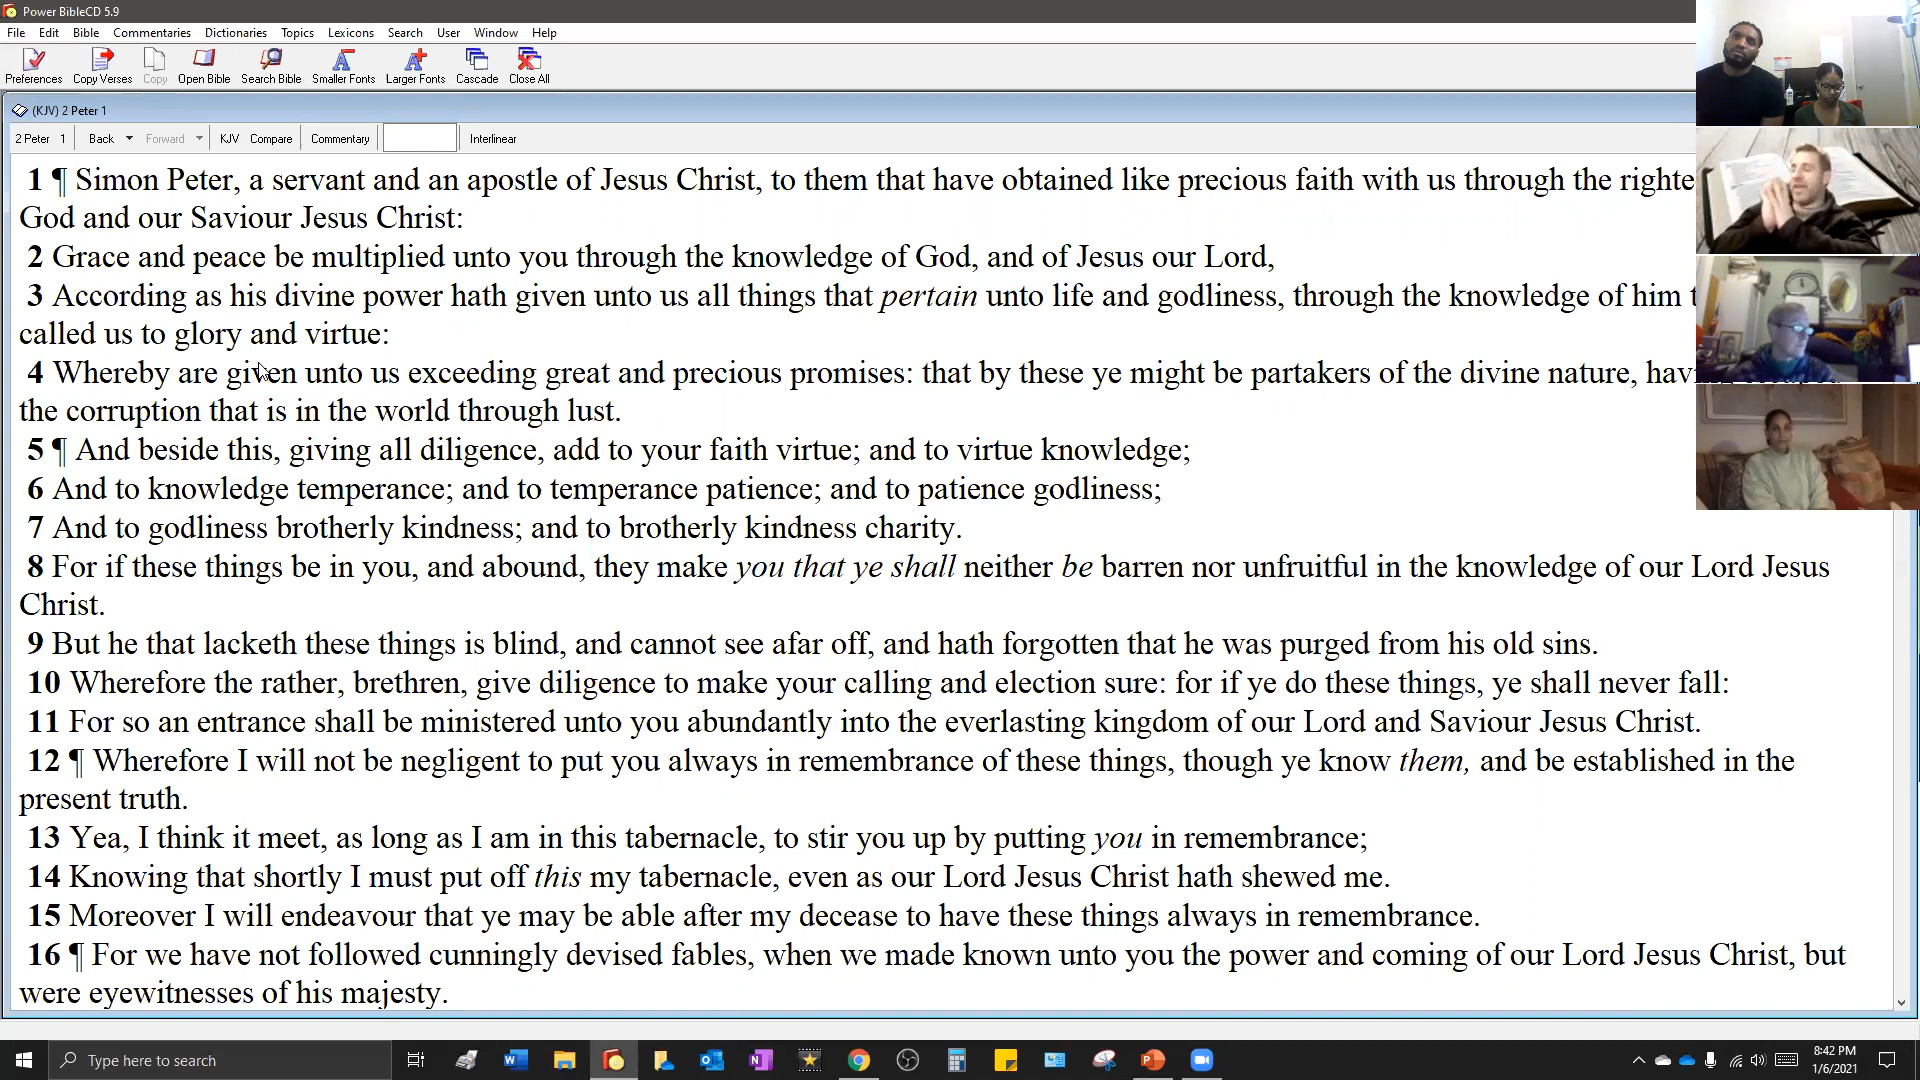 Power BibleCD 5.9
File Edit Bible Commentaries Dictionaries Topics Lexicons Search User Window Help
Preferences Copy Verses Copy Open Bible Search Bible Smaller Fonts Larger Fonts Cascade Close All
(KJV) 2 Peter 1
2 Peter 1 Back Forward KJV Compare Commentary Interlinear
1 ¶ Simon Peter, a servant and an apostle of Jesus Christ, to them that have obtained like precious faith with us through the righte
God and our Saviour Jesus Christ:
2 Grace and peace be multiplied unto you through the knowledge of God, and of Jesus our Lord,
3 According as his divine power hath given unto us all things that pertain unto life and godliness, through the knowledge of him t
called us to glory and virtue:
4 Whereby are given unto us exceeding great and precious promises: that by these ye might be partakers of the divine nature,
the corruption that is in the world through lust.
5 ¶ And beside this, giving all diligence, add to your faith virtue; and to virtue knowledge;
6 And to knowledge temperance; and to temperance patience; and to patience godliness;
7 And to godliness brotherly kindness; and to brotherly kindness charity.
8 For if these things be in you, and abound, they make you that ye shall neither be barren nor unfruitful in the knowledge of our Lord Jesus
Christ.
9 But he that lacketh these things is blind, and cannot see afar off, and hath forgotten that he was purged from his old sins.
10 Wherefore the rather, brethren, give diligence to make your calling and election sure: for if ye do these things, ye shall never fall:
11 For so an entrance shall be ministered unto you abundantly into the everlasting kingdom of our Lord and Saviour Jesus Christ.
12 ¶ Wherefore I will not be negligent to put you always in remembrance of these things, though ye know them, and be established in the
present truth.
13 Yea, I think it meet, as long as I am in this tabernacle, to stir you up by putting you in remembrance;
14 Knowing that shortly I must put off this my tabernacle, even as our Lord Jesus Christ hath shewed me.
15 Moreover I will endeavour that ye may be able after my decease to have these things always in remembrance.
16 ¶ For we have not followed cunningly devised fables, when we made known unto you the power and coming of our Lord Jesus Christ, but
were eyewitnesses of his majesty.
Type here to search
8:42 PM
1/6/2021